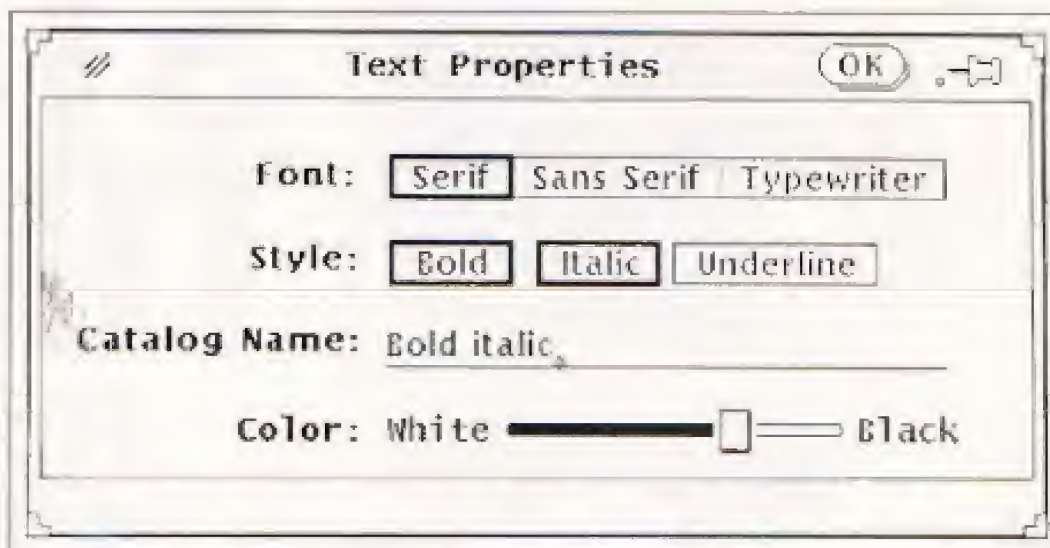 Text Properties OK
Font: Serif Sans Serif Typewriter
Style: Bold Italic Underline
Catalog Name: Bold italic
Color: White Black